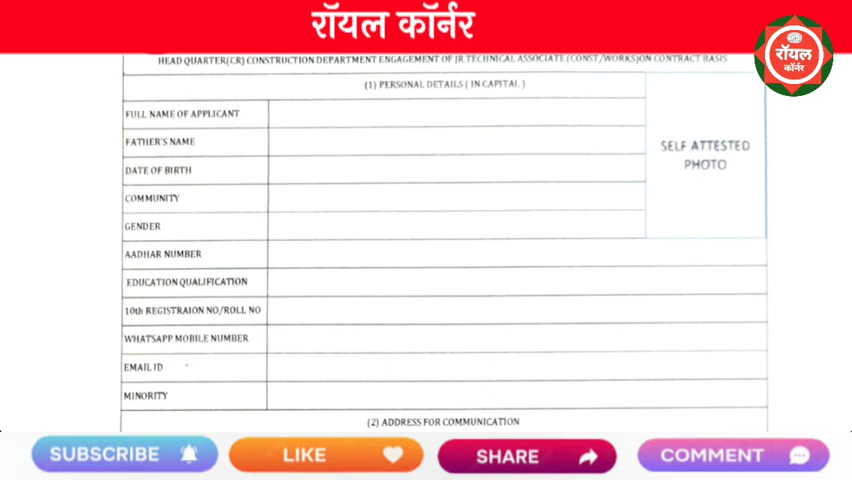 रॉयल कॉर्नर
रॉयल
कॉर्नर
HEAD QUARTER(CR) CONSTRUCTION DEPARTMENT ENGAGEMENT OF JR TECHNICAL ASSOCIATE (CONST/WORKS)ON CONTRACT BASIS
(1) PERSONAL DETAILS ( IN CAPITAL )
FULL NAME OF APPLICANT
SELF ATTESTED
PHOTO
FATHER'S NAME
DATE OF BIRTH
COMMUNITY
GENDER
AADHAR NUMBER
EDUCATION QUALIFICATION
10th REGISTRAION NO/ROLL NO
WHATSAPP MOBILE NUMBER
EMAIL ID
MINORITY
(2) ADDRESS FOR COMMUNICATION
SUBSCRIBE
LIKE
SHARE
COMMENT